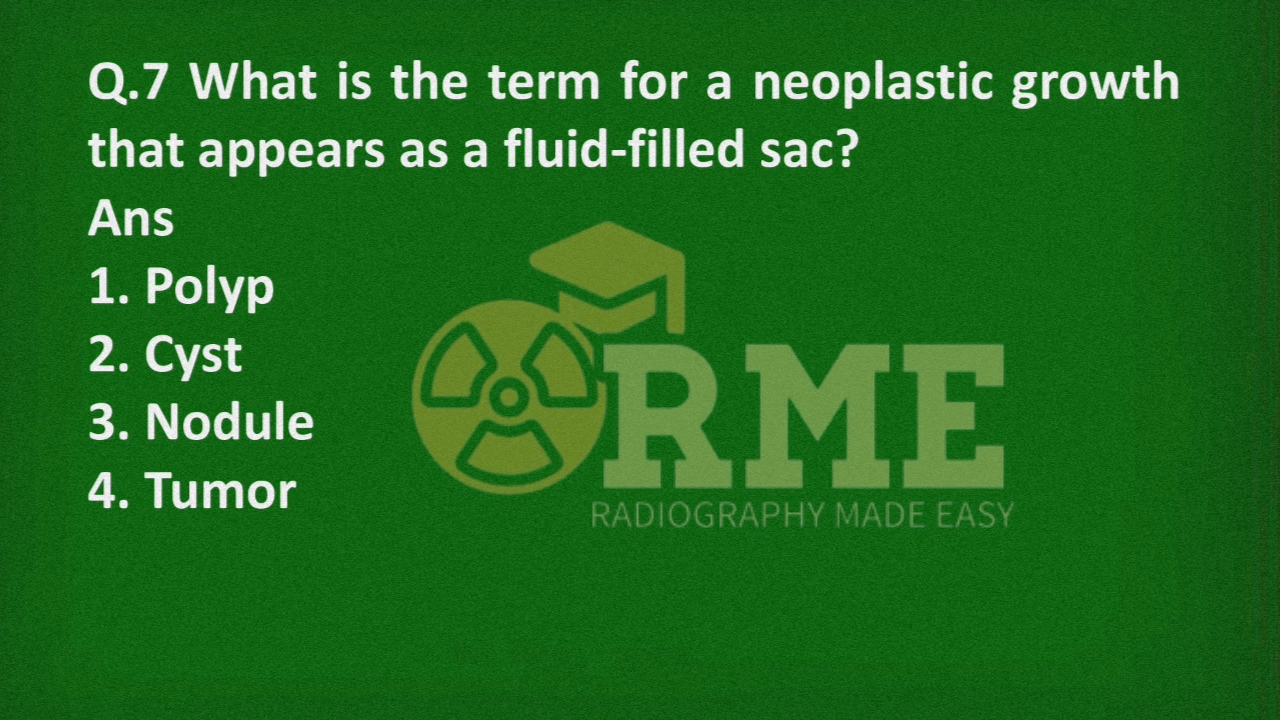 Q.7 What is the term for a neoplastic growth
that appears as a fluid-filled sac?
Ans
1. Polyp
2. Cyst
3. Nodule
4. Tumor
RME
RADIOGRAPHY MADE EASY